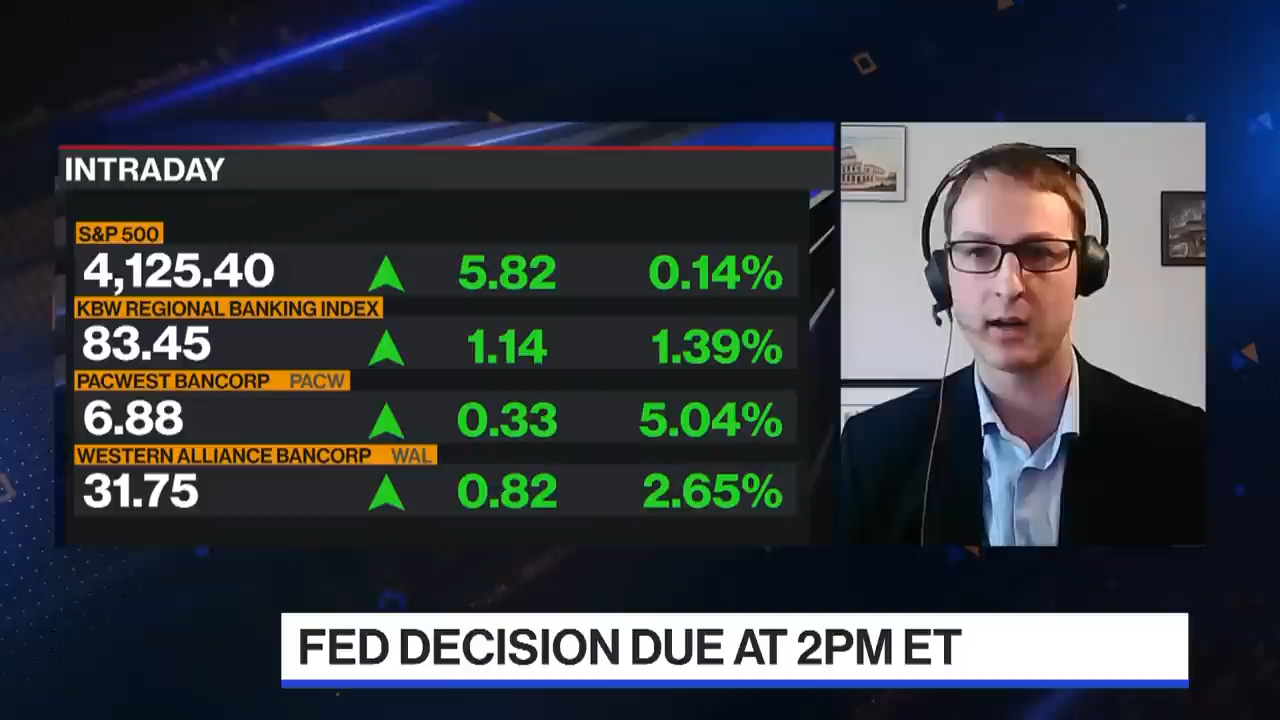 INTRADAY
S&P 500
4,125.40 5.82 0.14%
KBW REGIONAL BANKING INDEX
83.45 1.14 1.39%
PACWEST BANCORP PACW
6.88 0.33 5.04%
WESTERN ALLIANCE BANCORP WAL
31.75 0.82 2.65%
FED DECISION DUE AT 2PM ET